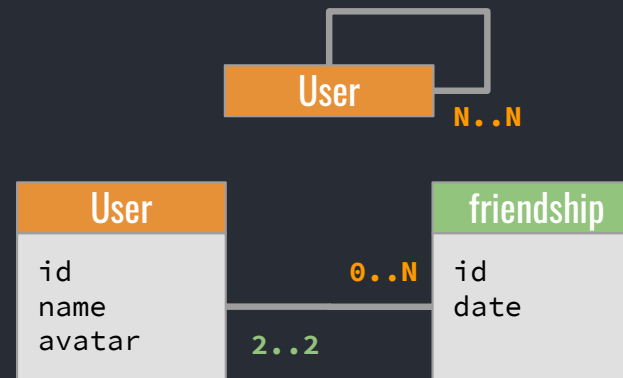 User
N..N
User
id
name
avatar
0..N
2..2
friendship
id
date